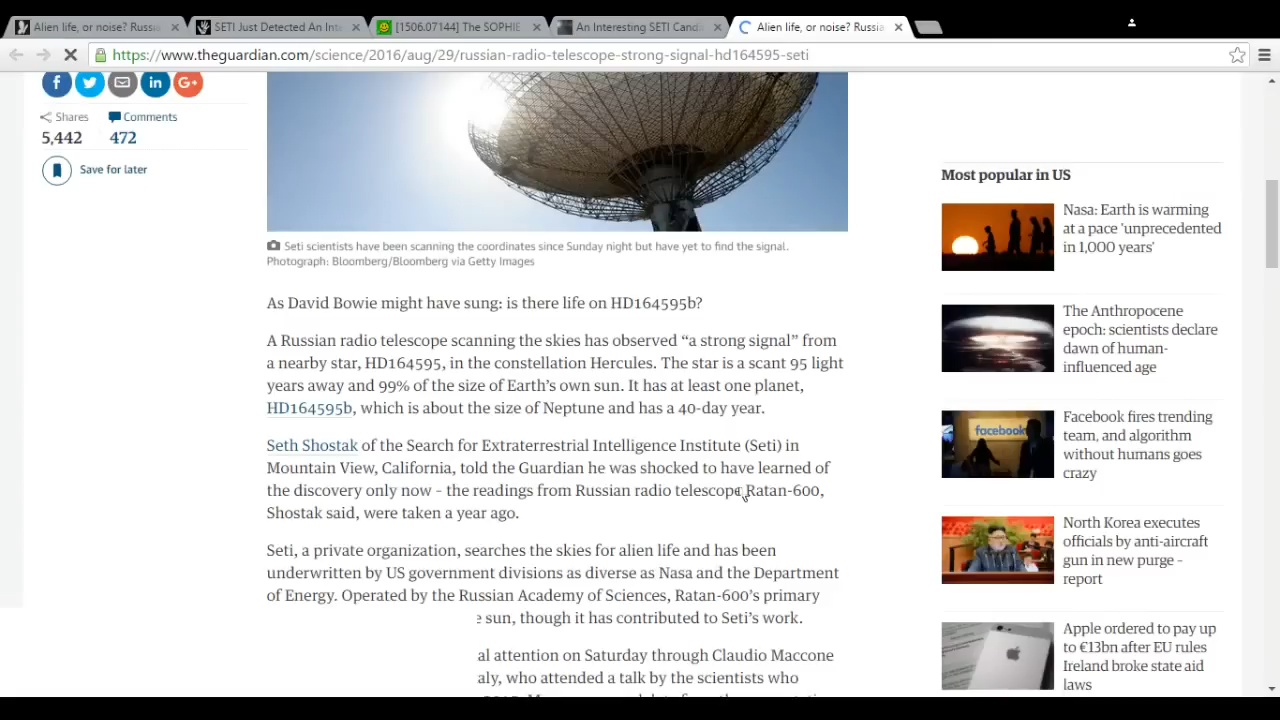 Alien life, or noise? Russia
SETI Just Detected An Int
[1506.07144] The SOPHIE
An Interesting SETI Cand
Alien life, or noise? Russia
https://www.theguardian.com/science/2016/aug/29/russian-radio-telescope-strong-signal-hd164595-seti
Shares
Comments
5,442
472
Save for later
Seti scientists have been scanning the coordinates since Sunday night but have yet to find the signal.
Photograph: Bloomberg/Bloomberg via Getty Images
As David Bowie might have sung: is there life on HD164595b?
A Russian radio telescope scanning the skies has observed “a strong signal” from
a nearby star, HD164595, in the constellation Hercules. The star is a scant 95 light
years away and 99% of the size of Earth’s own sun. It has at least one planet,
HD164595b, which is about the size of Neptune and has a 40-day year.
Seth Shostak of the Search for Extraterrestrial Intelligence Institute (Seti) in
Mountain View, California, told the Guardian he was shocked to have learned of
the discovery only now – the readings from Russian radio telescope Ratan-600,
Shostak said, were taken a year ago.
Seti, a private organization, searches the skies for alien life and has been
underwritten by US government divisions as diverse as Nasa and the Department
of Energy. Operated by the Russian Academy of Sciences, Ratan-600’s primary
e sun, though it has contributed to Seti’s work.
al attention on Saturday through Claudio Maccone
aly, who attended a talk by the scientists who
Most popular in US
Nasa: Earth is warming
at a pace 'unprecedented
in 1,000 years'
The Anthropocene
epoch: scientists declare
dawn of human-
influenced age
facebook
Facebook fires trending
team, and algorithm
without humans goes
crazy
North Korea executes
officials by anti-aircraft
gun in new purge –
report
Apple ordered to pay up
to €13bn after EU rules
Ireland broke state aid
laws